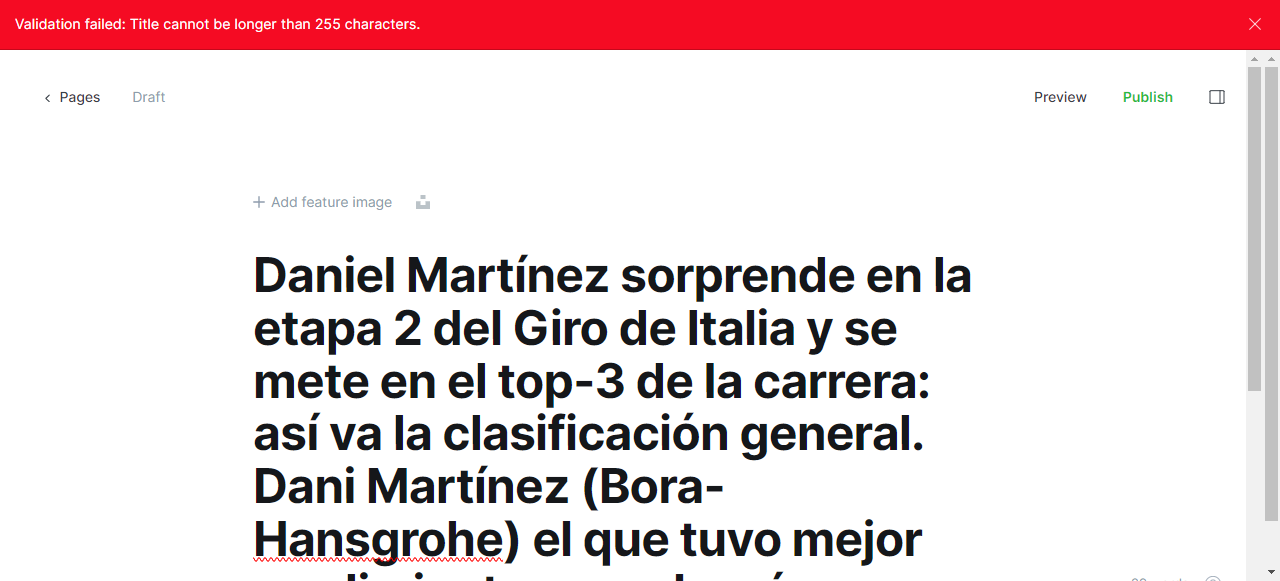 Validation failed: Title cannot be longer than 255 characters.
Pages
Draft
Preview
Publish
Add feature image
Daniel Martínez sorprende en la
etapa 2 del Giro de Italia y se
mete en el top-3 de la carrera:
así va la clasificación general.
Dani Martínez (Bora-
Hansgrohe) el que tuvo mejor